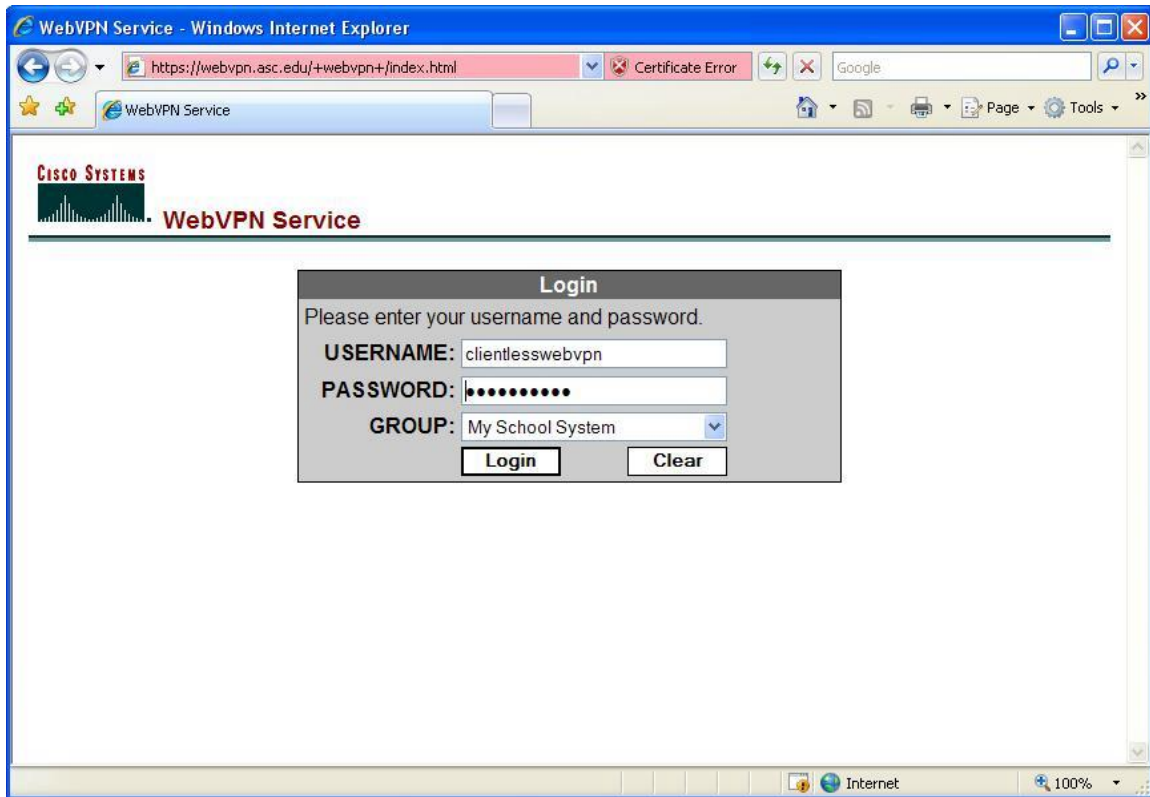 WebVPN Service - Windows Internet Explorer
https://webvpn.asc.edu/+webvpn+/index.html
Certificate Error
Google
WebVPN Service
Page
Tools
»
CISCO SYSTEMS
WebVPN Service
Login
Please enter your username and password.
USERNAME: clientlesswebvpn
PASSWORD: ••••••••••
GROUP: My School System
Login Clear
Internet
100%